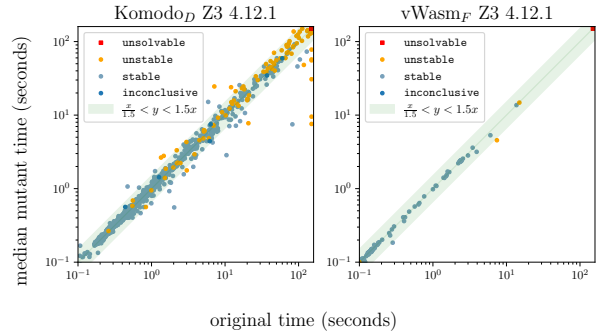 Komodo_D Z3 4.12.1
vWasm_F Z3 4.12.1
median mutant time (seconds)
10^2
10^1
10^0
10^−1
unsolvable
unstable
stable
inconclusive
x/1.5 < y < 1.5x
10^−1 10^0 10^1 10^2
10^2
10^1
10^0
10^−1
unsolvable
unstable
stable
inconclusive
x/1.5 < y < 1.5x
10^−1 10^0 10^1 10^2
original time (seconds)